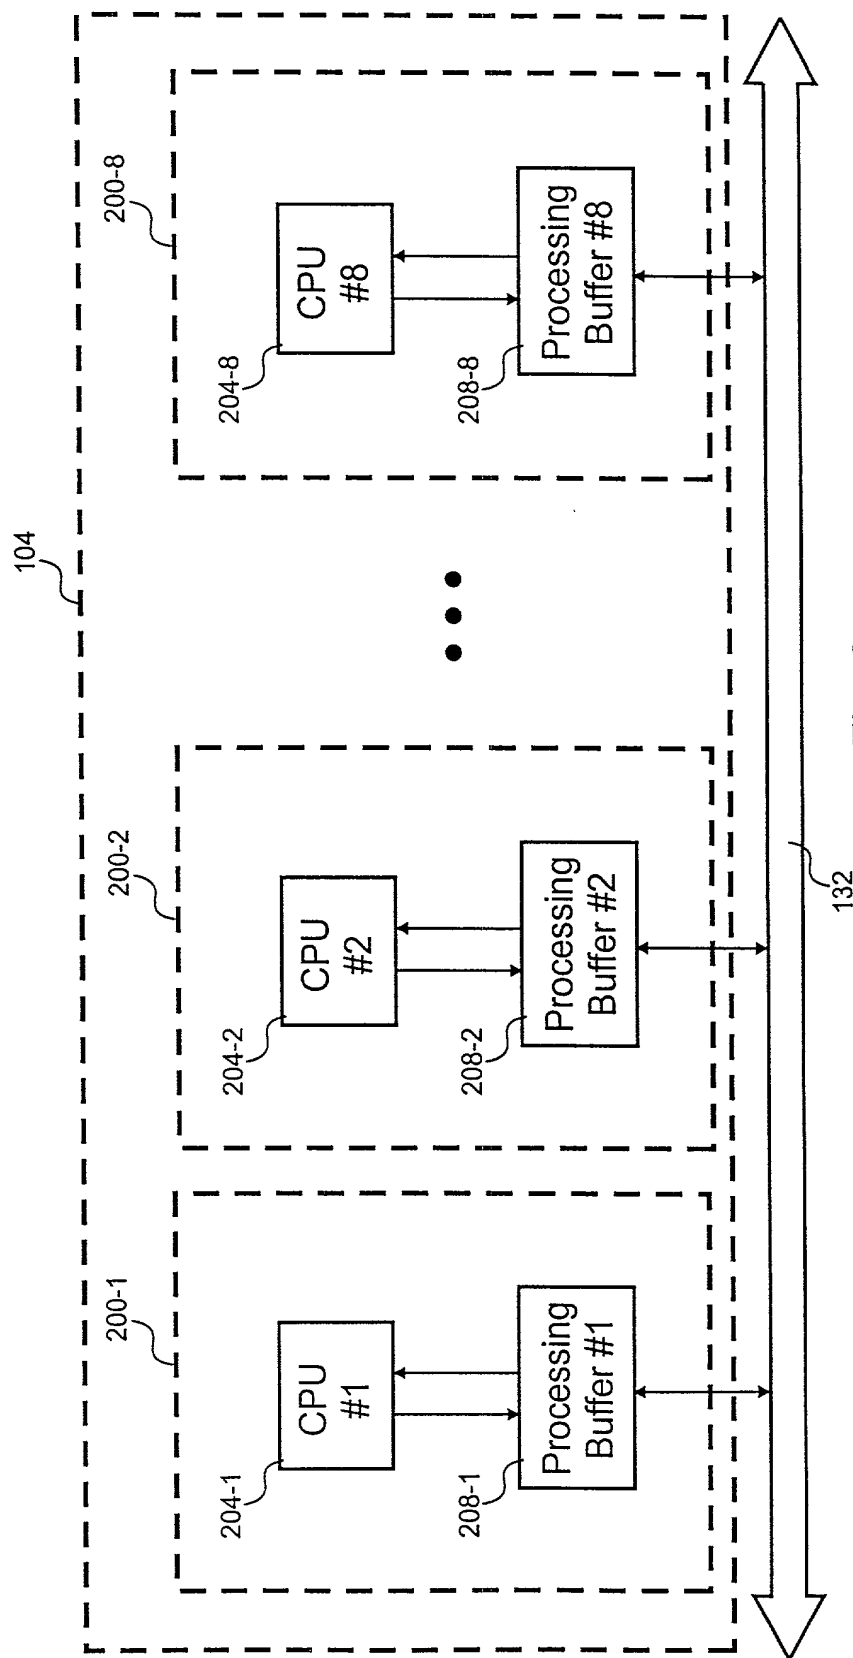 104
200-1
200-2
200-8
CPU
#1
CPU
#2
CPU
#8
204-1
204-2
204-8
Processing
Buffer #1
Processing
Buffer #2
Processing
Buffer #8
208-1
208-2
208-8
132